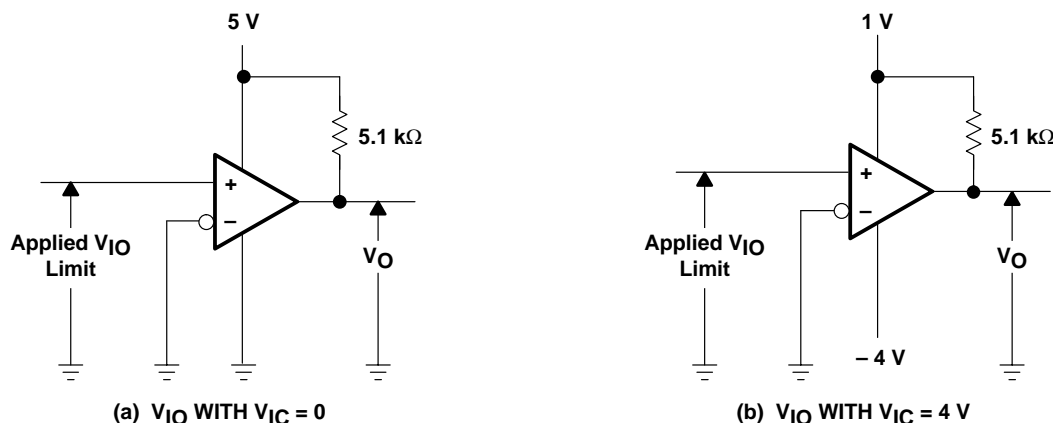 5 V
5.1 kΩ
+
–
Applied VIO
Limit
VO
(a) VIO WITH VIC = 0
1 V
5.1 kΩ
+
–
Applied VIO
Limit
VO
– 4 V
(b) VIO WITH VIC = 4 V